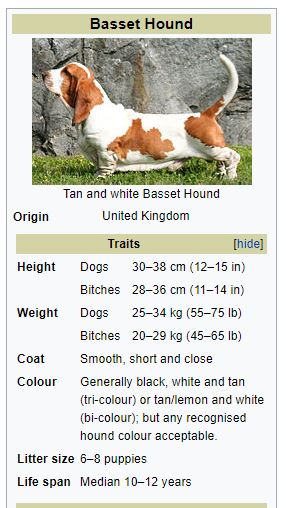 Basset Hound
Tan and white Basset Hound
Origin United Kingdom
Traits [hide]
Height Dogs 30–38 cm (12–15 in)
Bitches 28–36 cm (11–14 in)
Weight Dogs 25–34 kg (55–75 lb)
Bitches 20–29 kg (45–65 lb)
Coat Smooth, short and close
Colour Generally black, white and tan
(tri-colour) or tan/lemon and white
(bi-colour); but any recognised
hound colour acceptable.
Litter size 6–8 puppies
Life span Median 10–12 years